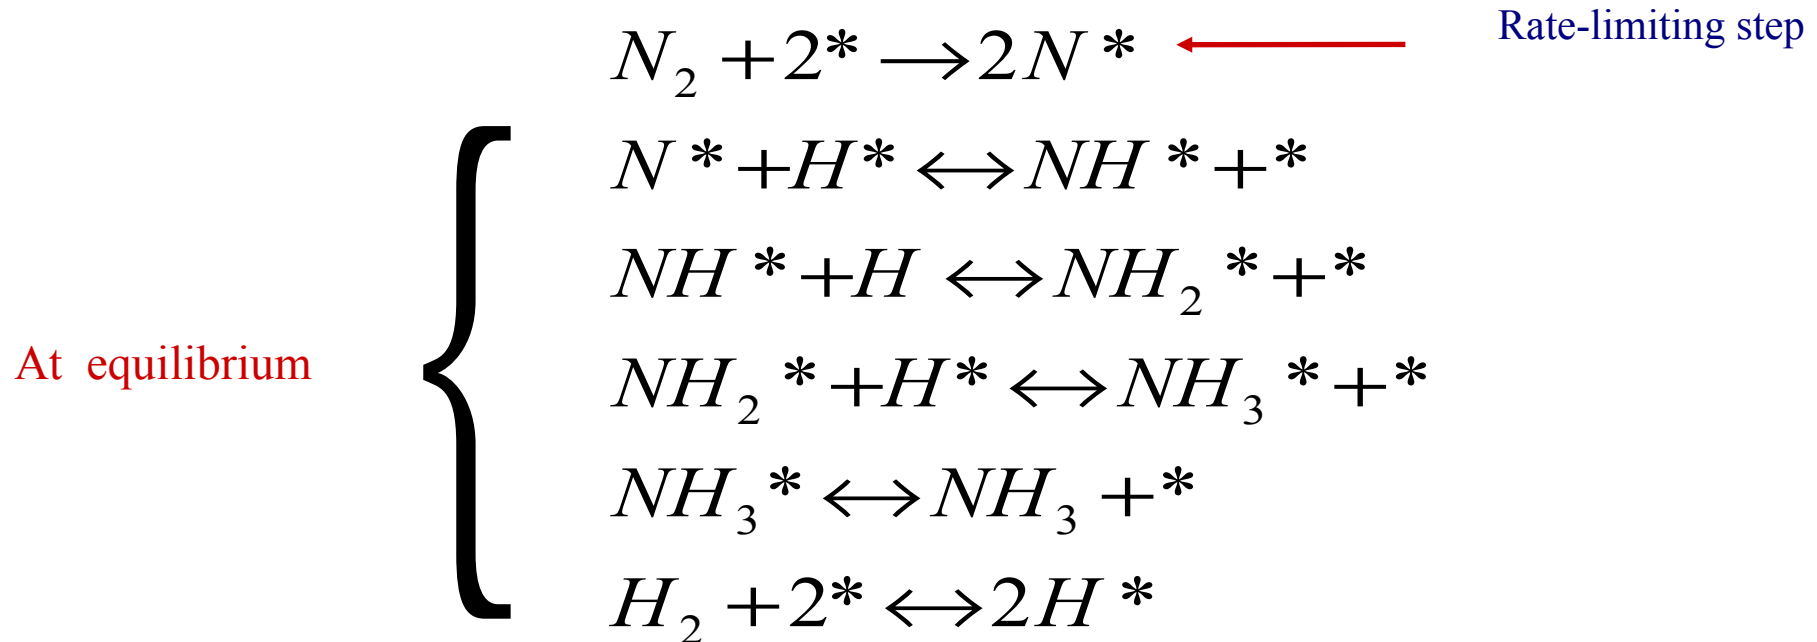 N₂ + 2* → 2N * Rate-limiting step
N * + H* ↔ NH * + *
NH * + H ↔ NH₂ * + *
At equilibrium { NH₂ * + H* ↔ NH₃ * + *
NH₃* ↔ NH₃ + *
H₂ + 2* ↔ 2H *